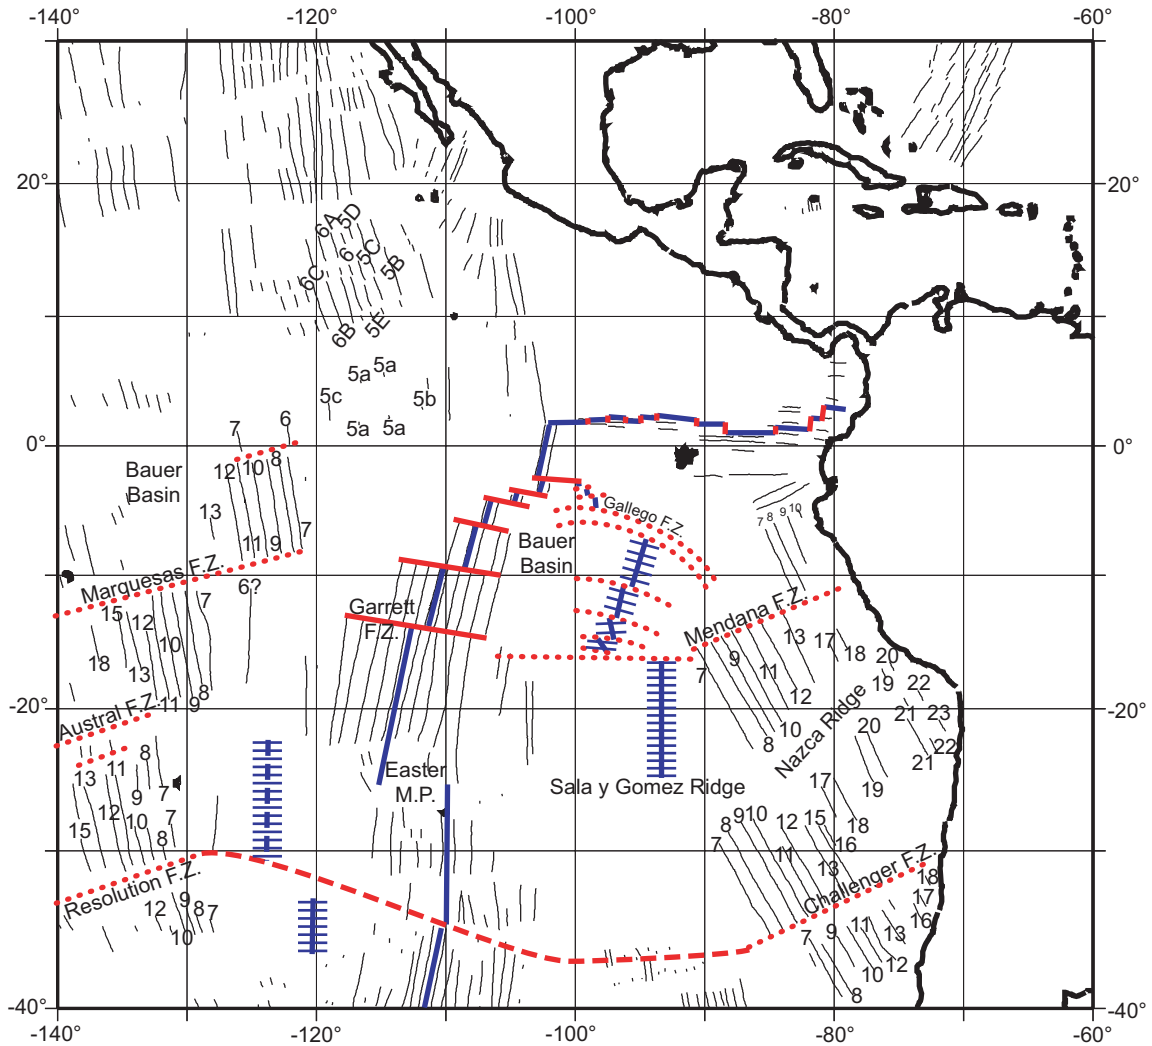 -140° -120° -100° -80° -60°
20° 20°
6A 5D
6 5C
6C 5B
6B 5E
5a 5a
5c 5b
5a 5a
7 6
0° 0°
Bauer
Basin
12 10 8
13
11 9 7
Gallego F.Z.
7 8 9 10
Bauer
Basin
Marquesas F.Z.
6?
15 12 7
10
18 13
11 9 8
Garrett
F.Z.
Mendana F.Z.
13 17 18 20
9 11 19 22
7 12
-20° -20°
10 8
21 23
20 22
21
Nazca Ridge
Austral F.Z.
8
13 11
9 7
12 10 7
15 8
Easter
M.P.
Sala y Gomez Ridge
17 19
8 9 10 12 15 18
7 11 16
13
Challenger F.Z.
18
17
16
Resolution F.Z.
9
12 8 7
10
7 9 11 13
10 12
8
-40° -40°
-140° -120° -100° -80° -60°